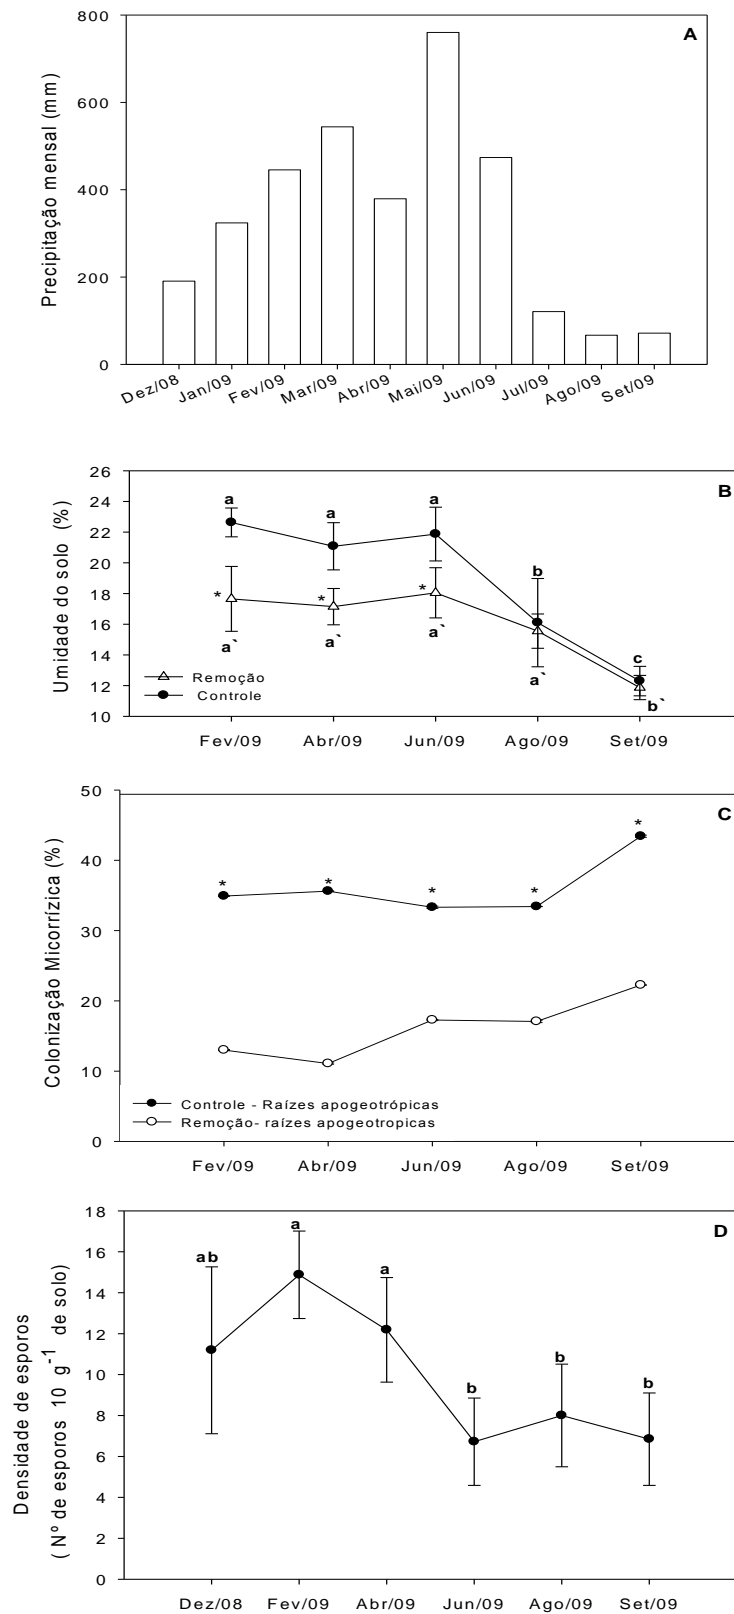 A
Precipitação mensal (mm)
800
600
400
200
0
Dez/08 Jan/09 Fev/09 Mar/09 Abr/09 Mai/09 Jun/09 Jul/09 Ago/09 Set/09
B
Umidade do solo (%)
26
24
22
20
18
16
14
12
10
a a a b c
* * *
a` a` a` a` b`
Remoção
Controle
Fev/09 Abr/09 Jun/09 Ago/09 Set/09
C
Colonização Micorrízica (%)
50
40
30
20
10
0
* * * * *
Controle - Raízes apogeotrópicas
Remoção- raízes apogeotropicas
Fev/09 Abr/09 Jun/09 Ago/09 Set/09
D
Densidade de esporos
( Nº de esporos 10 g-1 de solo)
18
16
14
12
10
8
6
4
2
0
ab a a b b b
Dez/08 Fev/09 Abr/09 Jun/09 Ago/09 Set/09